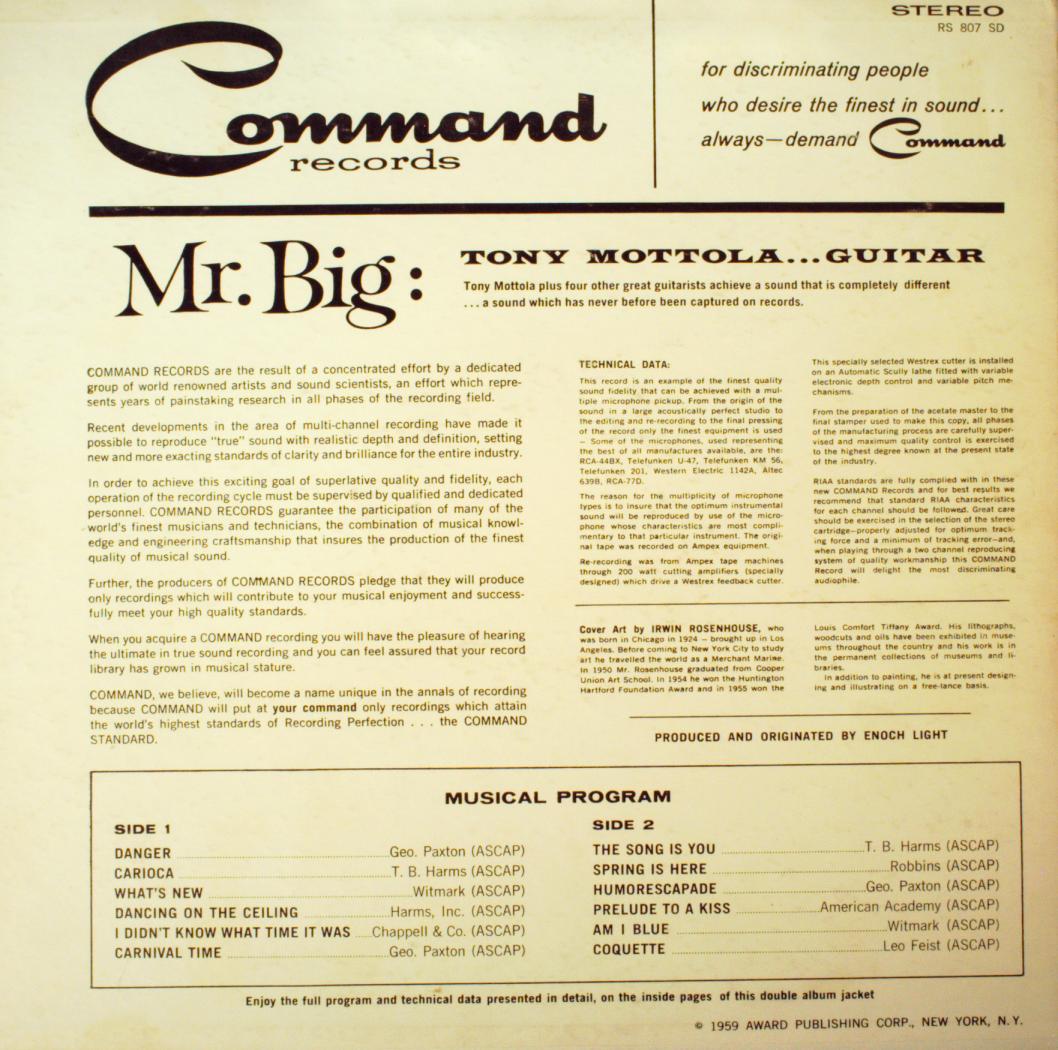 Command
records
STEREO
RS 807 SD
for discriminating people
who desire the finest in sound...
always—demand Command
Mr. Big:
TONY MOTTOLA...GUITAR
Tony Mottola plus four other great guitarists achieve a sound that is completely different
...a sound which has never before been captured on records.
COMMAND RECORDS are the result of a concentrated effort by a dedicated
group of world renowned artists and sound scientists, an effort which repre-
sents years of painstaking research in all phases of the recording field.
Recent developments in the area of multi-channel recording have made it
possible to reproduce "true" sound with realistic depth and definition, setting
new and more exacting standards of clarity and brilliance for the entire industry.
In order to achieve this exciting goal of superlative quality and fidelity, each
operation of the recording cycle must be supervised by qualified and dedicated
personnel. COMMAND RECORDS guarantee the participation of many of the
world's finest musicians and technicians, the combination of musical knowl-
edge and engineering craftsmanship that insures the production of the finest
quality of musical sound.
Further, the producers of COMMAND RECORDS pledge that they will produce
only recordings which will contribute to your musical enjoyment and success-
fully meet your high quality standards.
When you acquire a COMMAND recording you will have the pleasure of hearing
the ultimate in true sound recording and you can feel assured that your record
library has grown in musical stature.
COMMAND, we believe, will become a name unique in the annals of recording
because COMMAND will put at your command only recordings which attain
the world's highest standards of Recording Perfection . . . the COMMAND
STANDARD.
TECHNICAL DATA:
This record is an example of the finest quality
sound fidelity that can be achieved with a mul-
tiple microphone pickup. From the origin of the
sound in a large acoustically perfect studio to
the editing and re-recording to the final pressing
of the record only the finest equipment is used
— Some of the microphones, used representing
the best of all manufactures available, are the:
RCA-44BX, Telefunken U-47, Telefunken KM 56,
Telefunken 201, Western Electric 1142A, Altec
639B, RCA-77D.
The reason for the multiplicity of microphone
types is to insure that the optimum instrumental
sound will be reproduced by use of the micro-
phone whose characteristics are most compli-
mentary to that particular instrument. The origi-
nal tape was recorded on Ampex equipment.
Re-recording was from Ampex tape machines
through 200 watt cutting amplifiers (specially
designed) which drive a Westrex feedback cutter.
This specially selected Westrex cutter is installed
on an Automatic Scully lathe fitted with variable
electronic depth control and variable pitch me-
chanisms.
From the preparation of the acetate master to the
final stamper used to make this copy, all phases
of the manufacturing process are carefully super-
vised and maximum quality control is exercised
to the highest degree known at the present state
of the industry.
RIAA standards are fully complied with in these
new COMMAND Records and for best results we
recommend that standard RIAA characteristics
for each channel should be followed. Great care
should be exercised in the selection of the stereo
cartridge—properly adjusted for optimum track-
ing force and a minimum of tracking error—and,
when playing through a two channel reproducing
system of quality workmanship this COMMAND
Record will delight the most discriminating
audiophile.
Cover Art by IRWIN ROSENHOUSE, who
was born in Chicago in 1924 — brought up in Los
Angeles. Before coming to New York City to study
art he travelled the world as a Merchant Marine.
In 1950 Mr. Rosenhouse graduated from Cooper
Union Art School. In 1954 he won the Huntington
Hartford Foundation Award and in 1955 won the
Louis Comfort Tiffany Award. His lithographs,
woodcuts and oils have been exhibited in muse-
ums throughout the country and his work is in
the permanent collections of museums and li-
braries.
In addition to painting, he is at present design-
ing and illustrating on a free-lance basis.
PRODUCED AND ORIGINATED BY ENOCH LIGHT
MUSICAL PROGRAM
SIDE 1
DANGER Geo. Paxton (ASCAP)
CARIOCA T. B. Harms (ASCAP)
WHAT'S NEW Witmark (ASCAP)
DANCING ON THE CEILING Harms, Inc. (ASCAP)
I DIDN'T KNOW WHAT TIME IT WAS Chappell & Co. (ASCAP)
CARNIVAL TIME Geo. Paxton (ASCAP)
SIDE 2
THE SONG IS YOU T. B. Harms (ASCAP)
SPRING IS HERE Robbins (ASCAP)
HUMORESCAPADE Geo. Paxton (ASCAP)
PRELUDE TO A KISS American Academy (ASCAP)
AM I BLUE Witmark (ASCAP)
COQUETTE Leo Feist (ASCAP)
Enjoy the full program and technical data presented in detail, on the inside pages of this double album jacket
© 1959 AWARD PUBLISHING CORP., NEW YORK, N.Y.